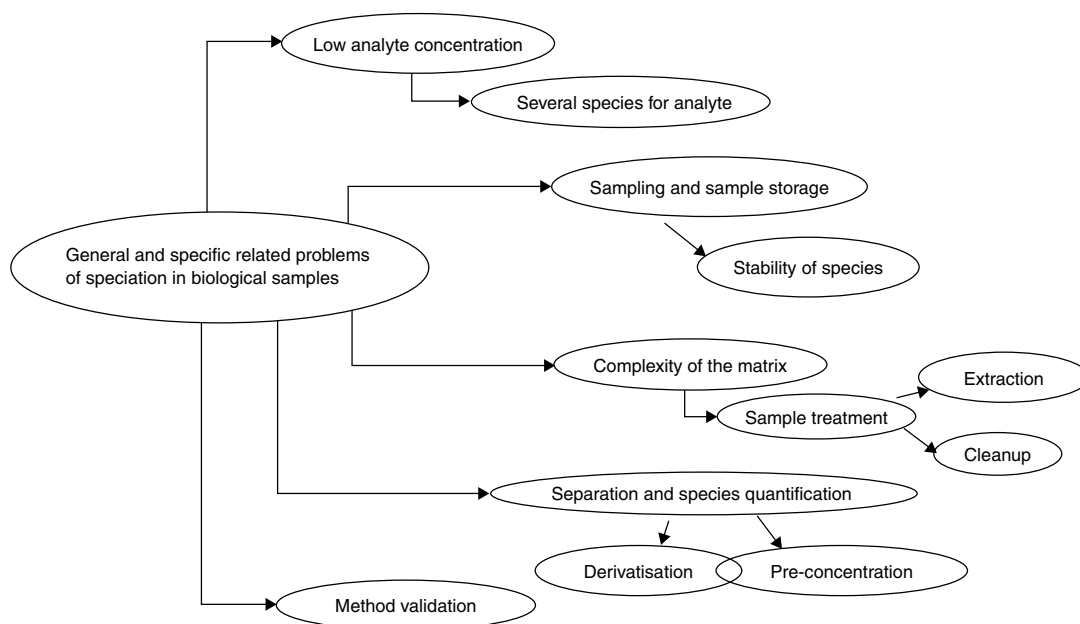 Low analyte concentration
Several species for analyte
Sampling and sample storage
General and specific related problems
of speciation in biological samples
Stability of species
Complexity of the matrix
Extraction
Sample treatment
Cleanup
Separation and species quantification
Derivatisation
Pre-concentration
Method validation